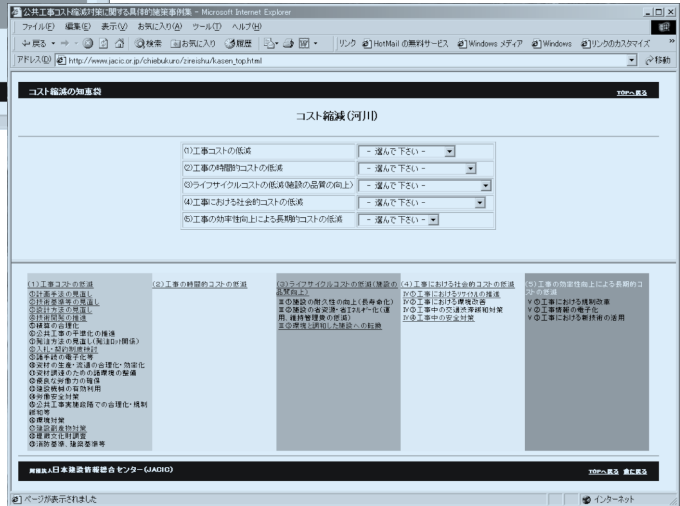 公共工事コスト縮減対策に関する具体的施策事例集 - Microsoft Internet Explorer
ファイル(F) 編集(E) 表示(V) お気に入り(A) ツール(T) ヘルプ(H)
戻る 検索 お気に入り 履歴 リンク HotMail の無料サービス Windows メディア Windows リンクのカスタマイズ
アドレス(D) http://www.jacic.or.jp/chiebukuro/zireishu/kasen_top.html 移動
コスト縮減の知恵袋 TOPへ戻る
コスト縮減(河川)
(1)工事コストの低減 - 選んで下さい -
(2)工事の時間的コストの低減 - 選んで下さい -
(3)ライフサイクルコストの低減(施設の品質の向上) - 選んで下さい -
(4)工事における社会的コストの低減 - 選んで下さい -
(5)工事の効率性向上による長期的コストの低減 - 選んで下さい -
(1)工事コストの低減
①計画手法の見直し
②技術基準等の見直し
③設計方法の見直し
④技術開発の推進
⑤積算の合理化
⑥公共工事の平準化の推進
⑦発注方法の見直し(発注ロット関係)
⑧入札・契約制度検討
⑨諸手続の電子化等
⑩資材の生産・流通の合理化・効率化
⑪資材調達のための諸環境の整備
⑫優良な労働力の確保
⑬建設機械の有効利用
⑭労働安全対策
⑮公共工事実施段階での合理化・規制
緩和等
⑯環境対策
⑰建設副産物対策
⑱埋蔵文化財調査
⑲消防基準、建築基準等
(2)工事の時間的コストの低減
(3)ライフサイクルコストの低減(施設の
品質向上)
Ⅲ①施設の耐久性の向上(長寿命化)
Ⅲ②施設の省資源・省エネルギー化(運
用、維持管理費の低減)
Ⅲ③環境と調和した施設への転換
(4)工事における社会的コストの低減
Ⅳ①工事におけるリサイクルの推進
Ⅳ②工事における環境改善
Ⅳ③工事中の交通渋滞緩和対策
Ⅳ④工事中の安全対策
(5)工事の効率性向上による長期的コ
ストの低減
Ⅴ①工事における規制改革
Ⅴ②工事情報の電子化
Ⅴ③工事における新技術の活用
財団法人日本建設情報総合センター(JACIC) TOPへ戻る 前に戻る
ページが表示されました インターネット